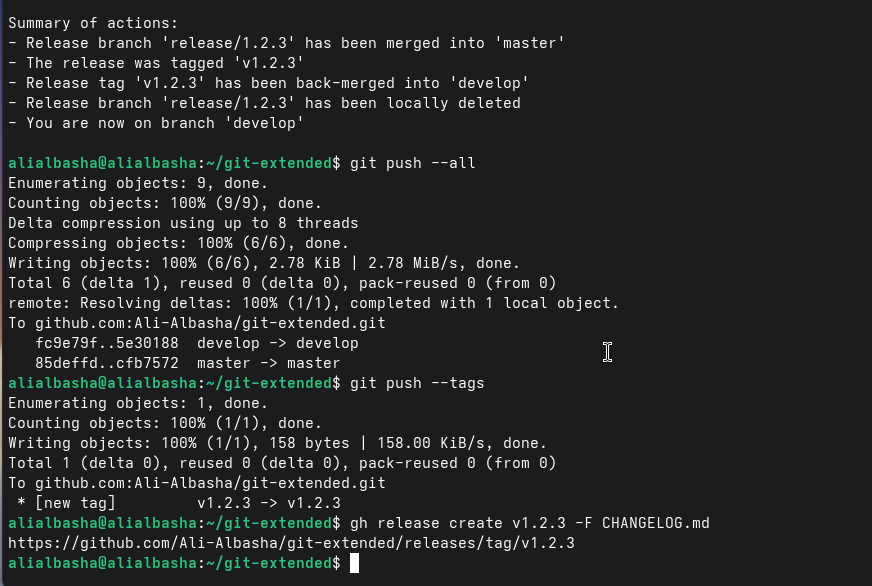 Summary of actions:
- Release branch 'release/1.2.3' has been merged into 'master'
- The release was tagged 'v1.2.3'
- Release tag 'v1.2.3' has been back-merged into 'develop'
- Release branch 'release/1.2.3' has been locally deleted
- You are now on branch 'develop'

alialbasha@alialbasha:~/git-extended$ git push --all
Enumerating objects: 9, done.
Counting objects: 100% (9/9), done.
Delta compression using up to 8 threads
Compressing objects: 100% (6/6), done.
Writing objects: 100% (6/6), 2.78 KiB | 2.78 MiB/s, done.
Total 6 (delta 1), reused 0 (delta 0), pack-reused 0 (from 0)
remote: Resolving deltas: 100% (1/1), completed with 1 local object.
To github.com:Ali-Albasha/git-extended.git
   fc9e79f..5e30188  develop -> develop
   85deffd..cfb7572  master -> master
alialbasha@alialbasha:~/git-extended$ git push --tags
Enumerating objects: 1, done.
Counting objects: 100% (1/1), done.
Writing objects: 100% (1/1), 158 bytes | 158.00 KiB/s, done.
Total 1 (delta 0), reused 0 (delta 0), pack-reused 0 (from 0)
To github.com:Ali-Albasha/git-extended.git
 * [new tag]         v1.2.3 -> v1.2.3
alialbasha@alialbasha:~/git-extended$ gh release create v1.2.3 -F CHANGELOG.md
https://github.com/Ali-Albasha/git-extended/releases/tag/v1.2.3
alialbasha@alialbasha:~/git-extended$